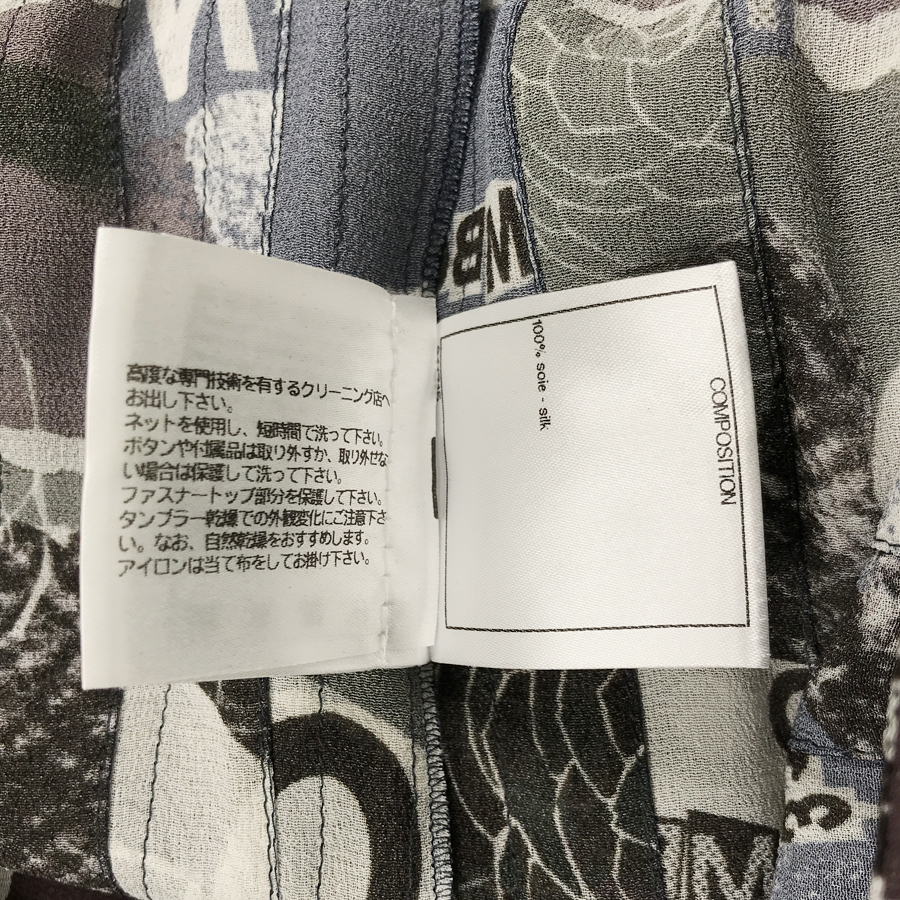 高度な専門技術を有するクリーニング店へ
お出し下さい。
ネットを使用し、短時間で洗って下さい。
ボタンや付属品は取り外すか、取り外せな
い場合は保護して洗って下さい。
ファスナートップ部分を保護して下さい。
タンブラー乾燥での外観変化にご注意下さ
い。なお、自然乾燥をおすすめします。
アイロンは当て布をしてお掛け下さい。
COMPOSITION
100% soie - silk